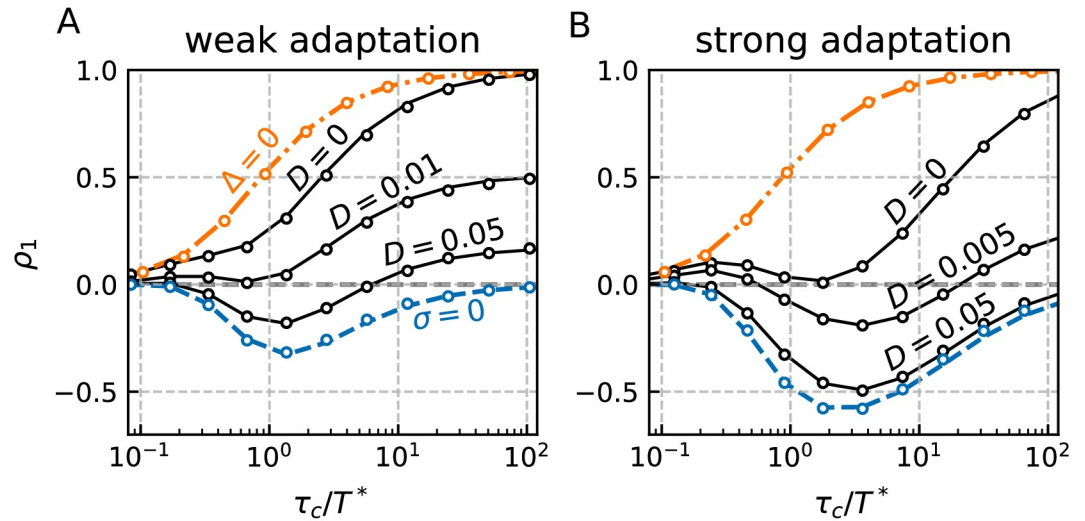 A
weak adaptation
1.0
0.5
0.0
−0.5
ρ₁
Δ = 0
D = 0
D = 0.01
D = 0.05
σ = 0
10⁻¹
10⁰
10¹
10²
τ_c/T*
B
strong adaptation
1.0
0.5
0.0
−0.5
D = 0
D = 0.005
D = 0.05
10⁻¹
10⁰
10¹
10²
τ_c/T*